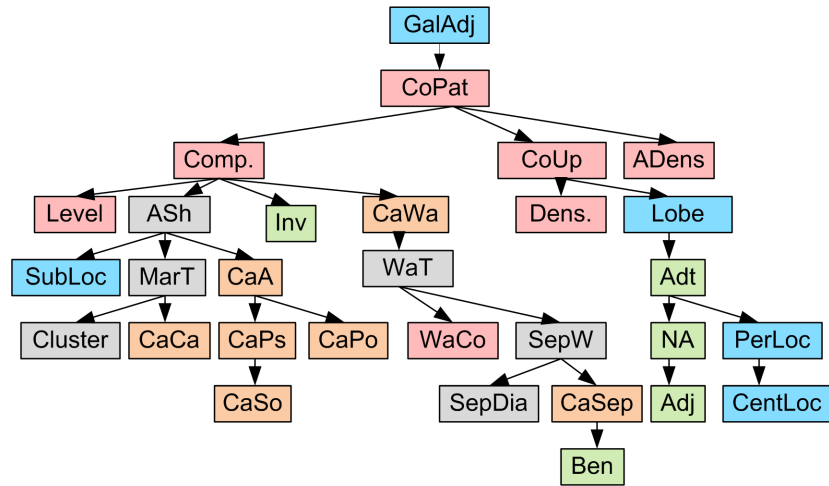 GalAdj
CoPat
Comp.
CoUp
ADens
Level
ASh
Inv
CaWa
Dens.
Lobe
SubLoc
MarT
CaA
WaT
Adt
Cluster
CaCa
CaPs
CaPo
WaCo
SepW
NA
PerLoc
CaSo
SepDia
CaSep
Adj
CentLoc
Ben